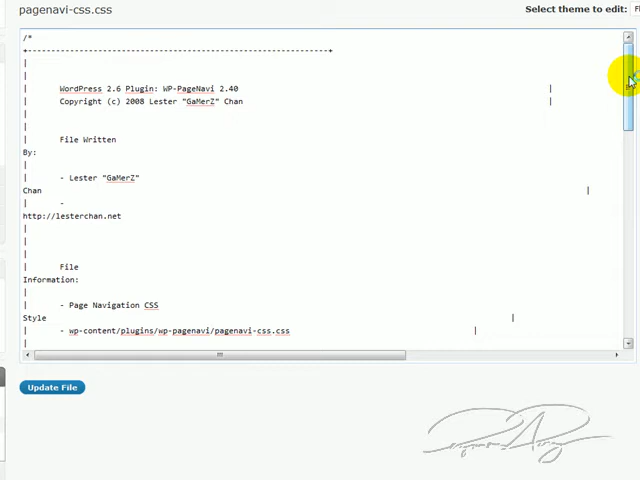 pagenavi-css.css
Select theme to edit:
/*
+----------------------------------------------------------------+
|
|
| WordPress 2.6 Plugin: WP-PageNavi 2.40 |
| Copyright (c) 2008 Lester "GaMerZ" Chan |
|
|
| File Written
By:
|
| - Lester "GaMerZ"
Chan |
| -
http://lesterchan.net
|
|
|
| File
Information:
|
| - Page Navigation CSS
Style |
| - wp-content/plugins/wp-pagenavi/pagenavi-css.css |
|
Update File